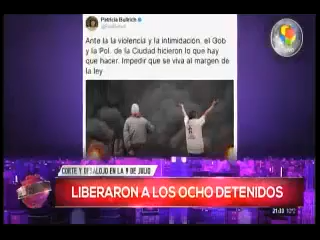 Patricia Bullrich
Ante la la violencia y la intimidación, el Gob
y la Pol. de la Ciudad hicieron lo que hay
que hacer. Impedir que se viva al margen de
la ley
CORTE Y DESALOJO EN LA 9 DE JULIO
LIBERARON A LOS OCHO DETENIDOS
21:33